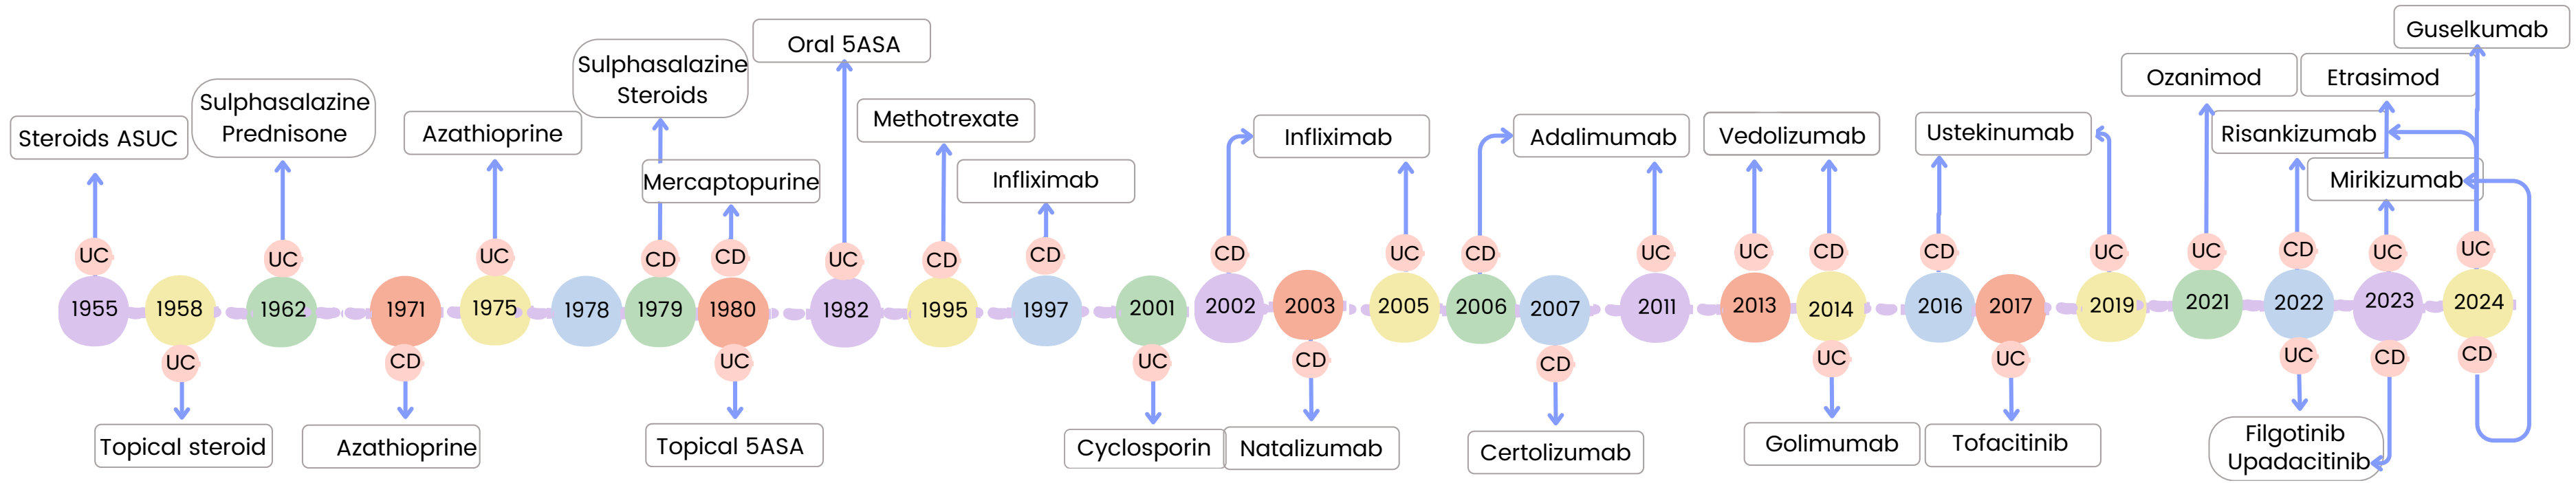 Guselkumab
Oral 5ASA
Sulphasalazine
Steroids
Ozanimod
Etrasimod
Sulphasalazine
Prednisone
Methotrexate
Steroids ASUC
Azathioprine
Infliximab
Adalimumab
Vedolizumab
Ustekinumab
Risankizumab
Mercaptopurine
Infliximab
Mirikizumab
UC
UC
UC
CD
CD
UC
CD
CD
CD
UC
CD
UC
UC
CD
CD
UC
UC
CD
UC
UC
1955
1958
1962
1971
1975
1978
1979
1980
1982
1995
1997
2001
2002
2003
2005
2006
2007
2011
2013
2014
2016
2017
2019
2021
2022
2023
2024
UC
CD
UC
UC
CD
CD
UC
UC
UC
CD
CD
Topical steroid
Azathioprine
Topical 5ASA
Cyclosporin
Natalizumab
Certolizumab
Golimumab
Tofacitinib
Filgotinib
Upadacitinib